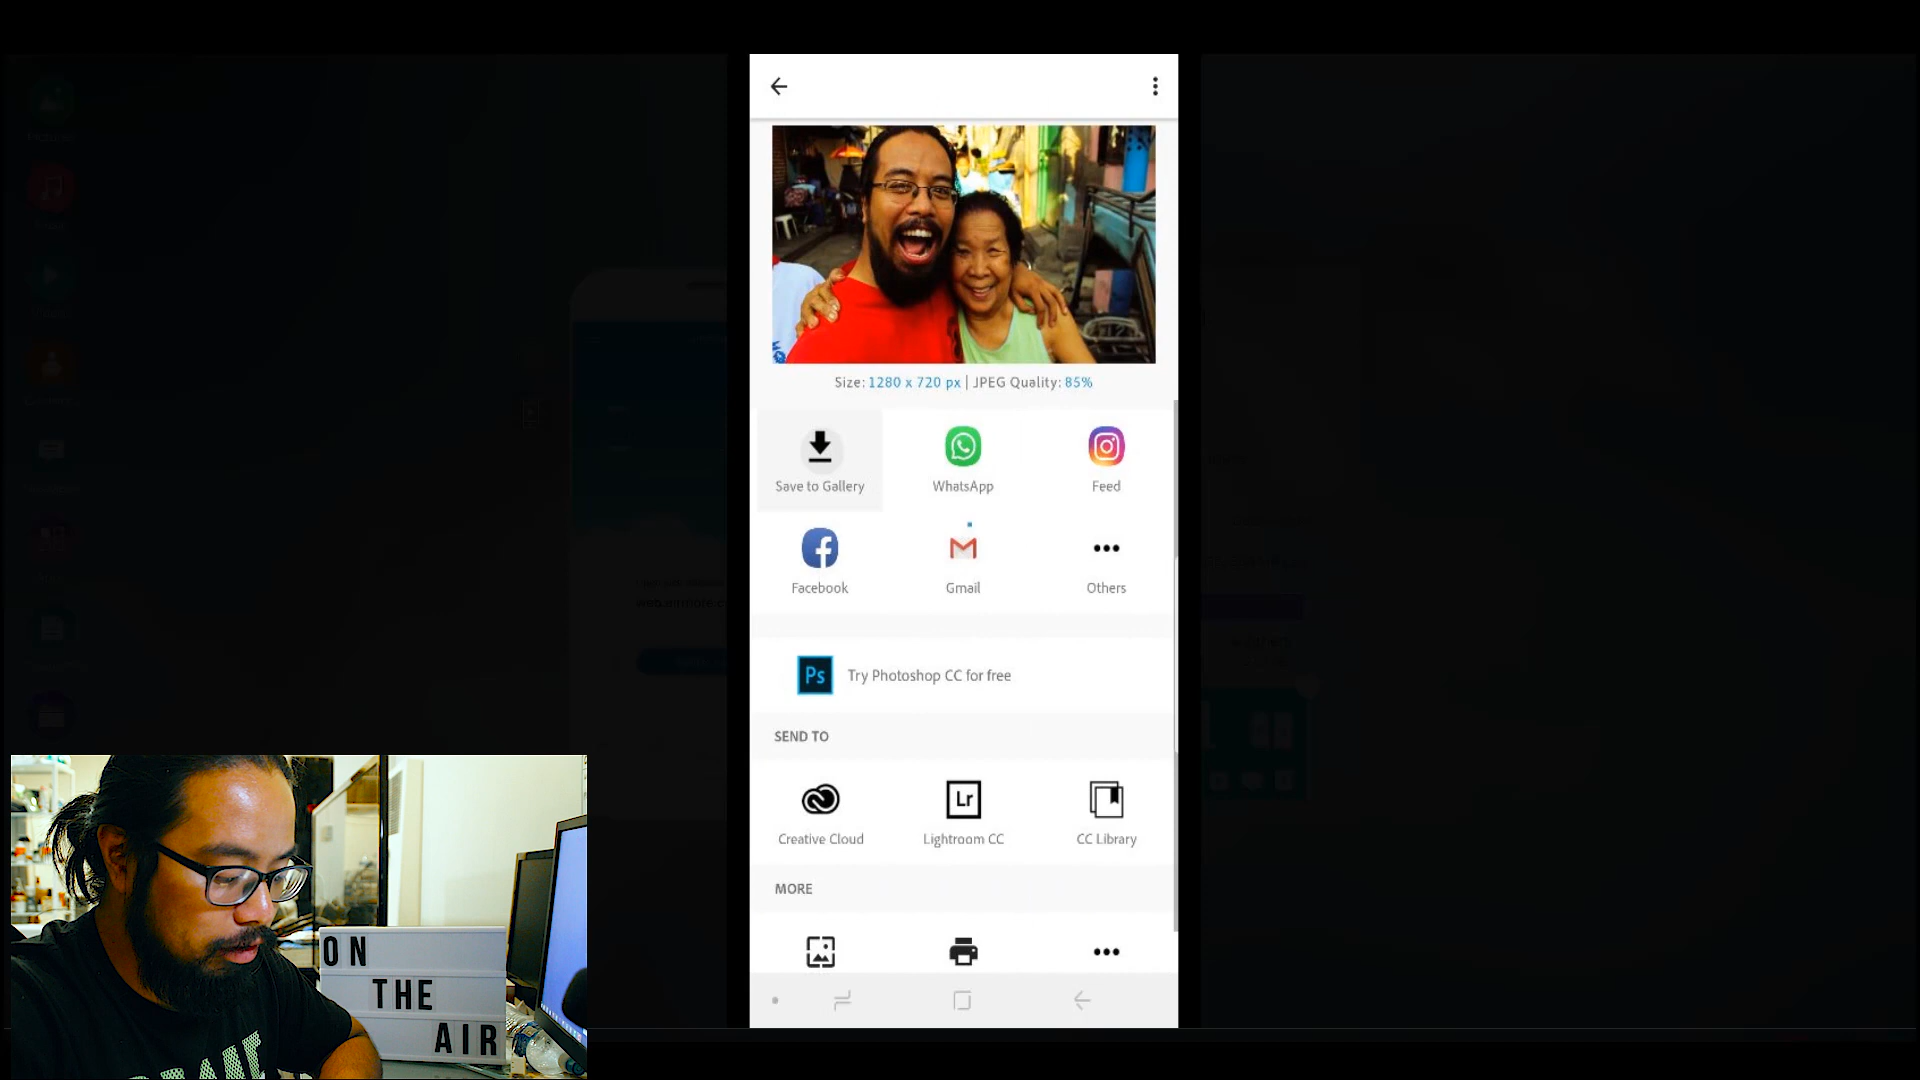 Size: 1280 x 720 px | JPEG Quality: 85%
Save to Gallery
WhatsApp
Feed
Facebook
Gmail
Others
Ps Try Photoshop CC for free
SEND TO
Lr
Creative Cloud
Lightroom CC
CC Library
MORE
ON
THE
AIR